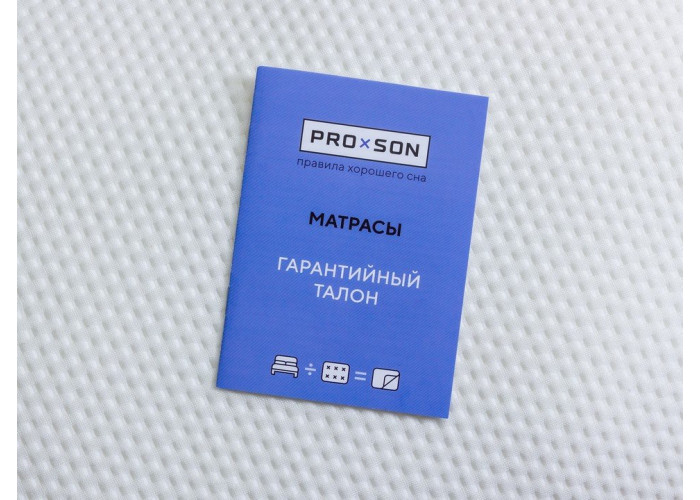 PRO×SON
правила хорошего сна
МАТРАСЫ
ГАРАНТИЙНЫЙ
ТАЛОН